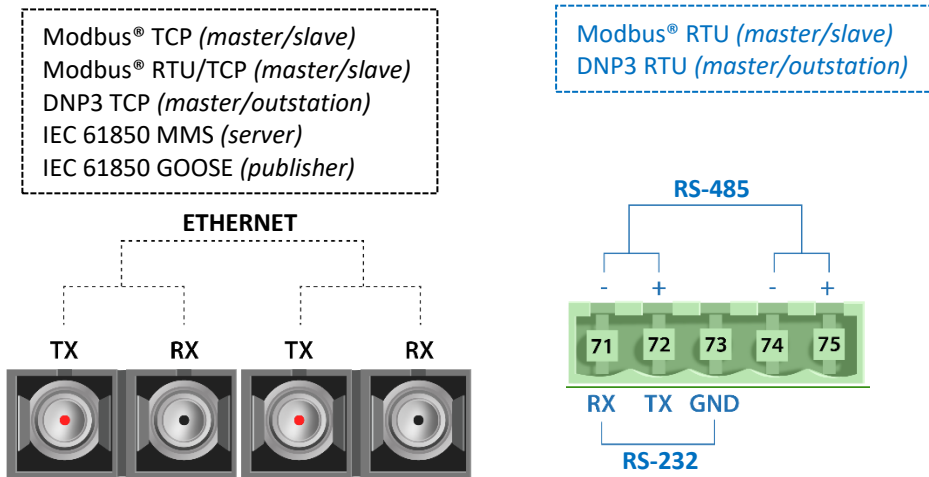 Modbus® TCP (master/slave)
Modbus® RTU/TCP (master/slave)
DNP3 TCP (master/outstation)
IEC 61850 MMS (server)
IEC 61850 GOOSE (publisher)
ETHERNET
TX RX TX RX
Modbus® RTU (master/slave)
DNP3 RTU (master/outstation)
RS-485
- + - +
71 72 73 74 75
RX TX GND
RS-232